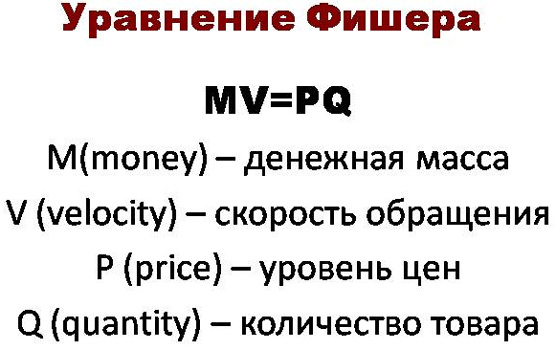 Уравнение Фишера
MV=PQ
M(money) – денежная масса
V (velocity) – скорость обращения
P (price) – уровень цен
Q (quantity) – количество товара